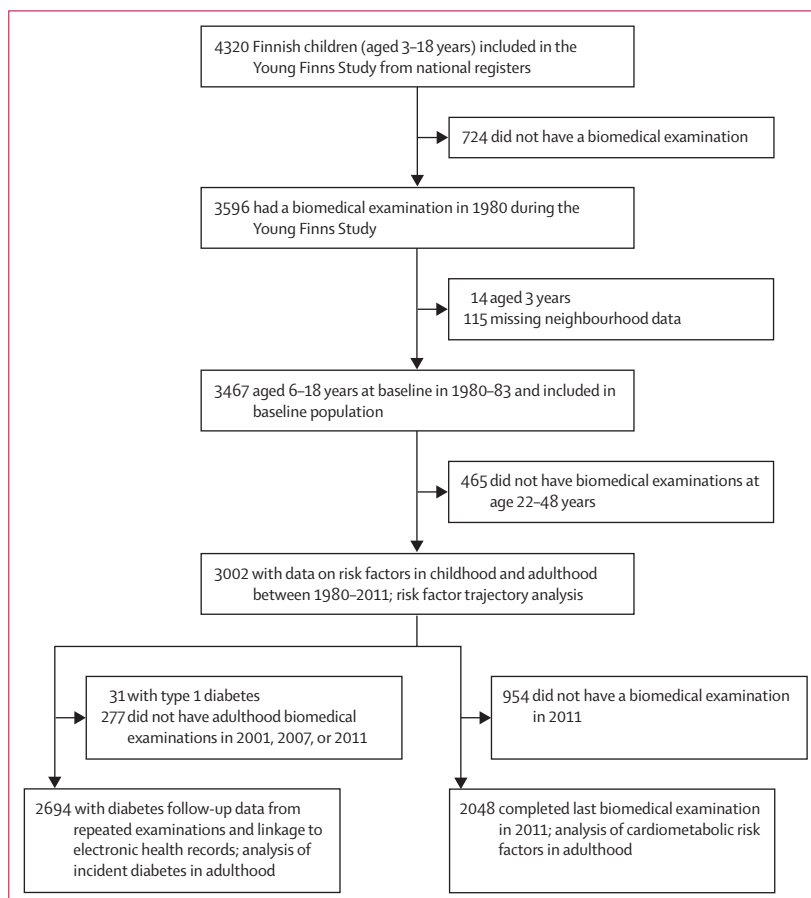 4320 Finnish children (aged 3–18 years) included in the
Young Finns Study from national registers
724 did not have a biomedical examination
3596 had a biomedical examination in 1980 during the
Young Finns Study
14 aged 3 years
115 missing neighbourhood data
3467 aged 6–18 years at baseline in 1980–83 and included in
baseline population
465 did not have biomedical examinations at
age 22–48 years
3002 with data on risk factors in childhood and adulthood
between 1980–2011; risk factor trajectory analysis
31 with type 1 diabetes
277 did not have adulthood biomedical
examinations in 2001, 2007, or 2011
954 did not have a biomedical examination
in 2011
2694 with diabetes follow-up data from
repeated examinations and linkage to
electronic health records; analysis of
incident diabetes in adulthood
2048 completed last biomedical examination
in 2011; analysis of cardiometabolic risk
factors in adulthood